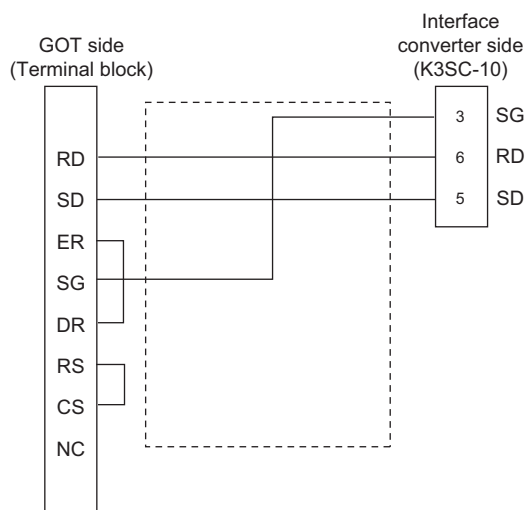 GOT side
(Terminal block)
RD
SD
ER
SG
DR
RS
CS
NC
Interface
converter side
(K3SC-10)
3 SG
6 RD
5 SD